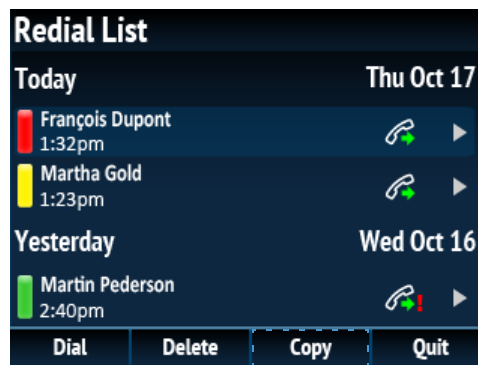 Redial List
Today Thu Oct 17
François Dupont
1:32pm
Martha Gold
1:23pm
Yesterday Wed Oct 16
Martin Pederson
2:40pm
Dial Delete Copy Quit